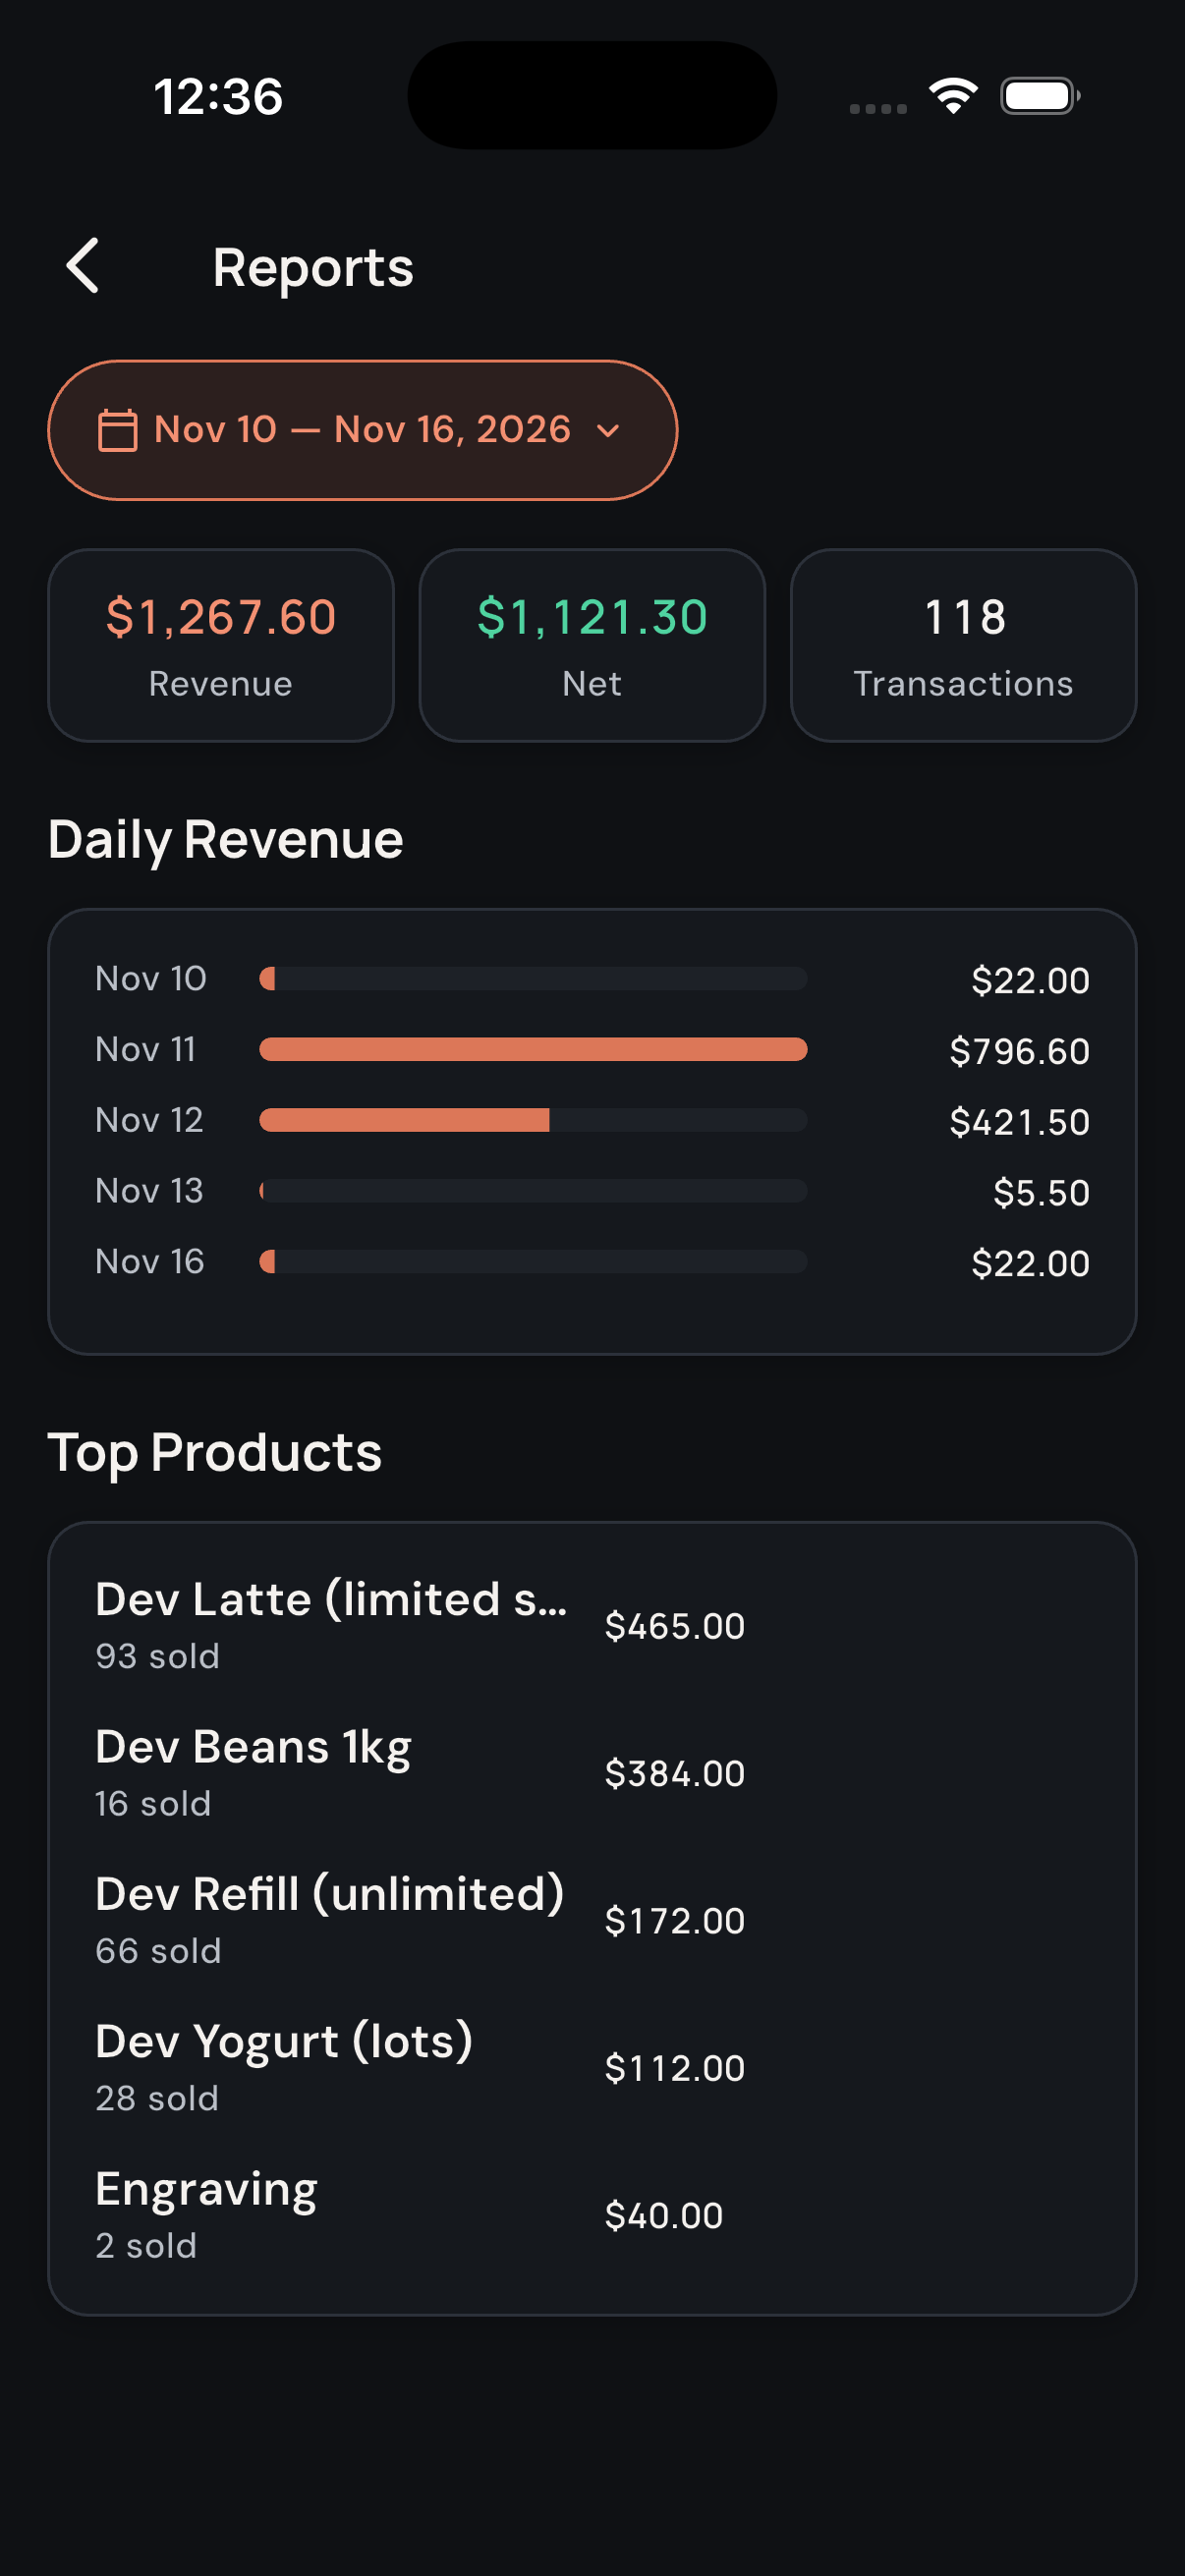 12:36
Reports
Nov 10 — Nov 16, 2026
$1,267.60
Revenue
$1,121.30
Net
118
Transactions
Daily Revenue
Nov 10 $22.00
Nov 11 $796.60
Nov 12 $421.50
Nov 13 $5.50
Nov 16 $22.00
Top Products
Dev Latte (limited s...
93 sold
$465.00
Dev Beans 1kg
16 sold
$384.00
Dev Refill (unlimited)
66 sold
$172.00
Dev Yogurt (lots)
28 sold
$112.00
Engraving
2 sold
$40.00